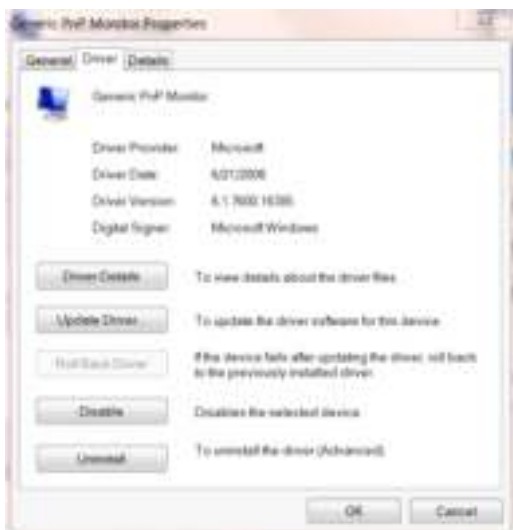 Generic PnP Monitor Properties
General Driver Details
Generic PnP Monitor
Driver Provider: Microsoft
Driver Date: 6/21/2006
Driver Version: 6.1.7600.16385
Digital Signer: Microsoft Windows
Driver Details To view details about the driver files.
Update Driver... To update the driver software for this device.
Roll Back Driver If the device fails after updating the driver, roll back
to the previously installed driver.
Disable Disables the selected device.
Uninstall To uninstall the driver (Advanced).
OK Cancel